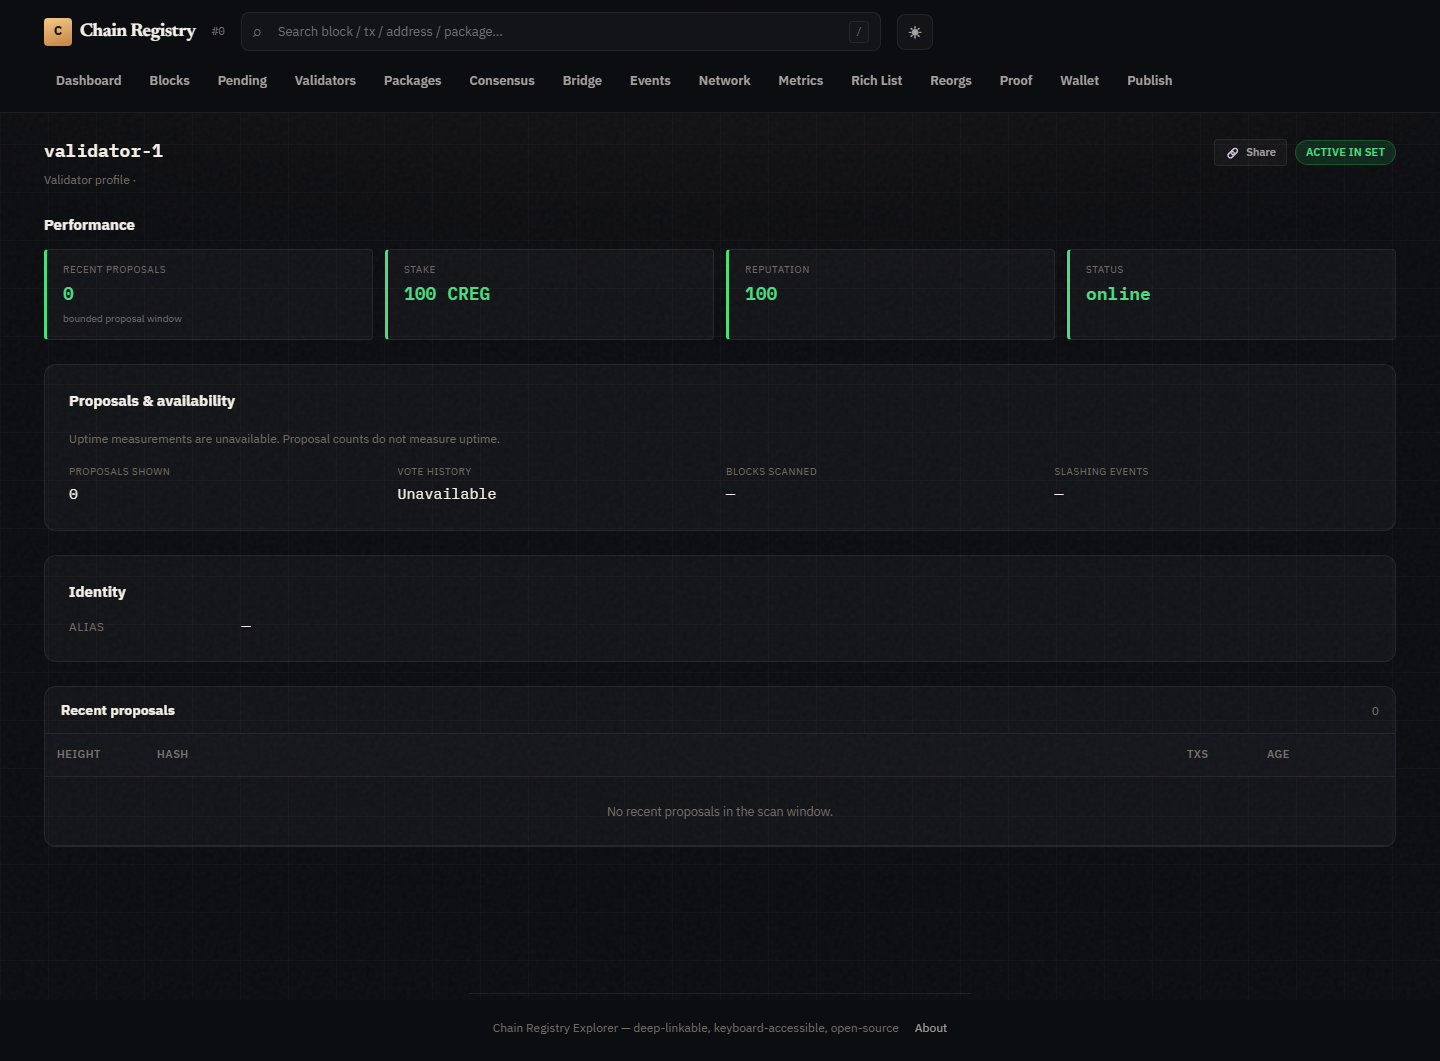 C Chain Registry #0 Search block / tx / address / package... /
Dashboard Blocks Pending Validators Packages Consensus Bridge Events Network Metrics Rich List Reorgs Proof Wallet Publish
validator-1
Share ACTIVE IN SET
Validator profile ·
Performance
RECENT PROPOSALS STAKE REPUTATION STATUS
0 100 CREG 100 online
bounded proposal window
Proposals & availability
Uptime measurements are unavailable. Proposal counts do not measure uptime.
PROPOSALS SHOWN VOTE HISTORY BLOCKS SCANNED SLASHING EVENTS
0 Unavailable — —
Identity
ALIAS —
Recent proposals 0
HEIGHT HASH TXS AGE
No recent proposals in the scan window.
Chain Registry Explorer — deep-linkable, keyboard-accessible, open-source About